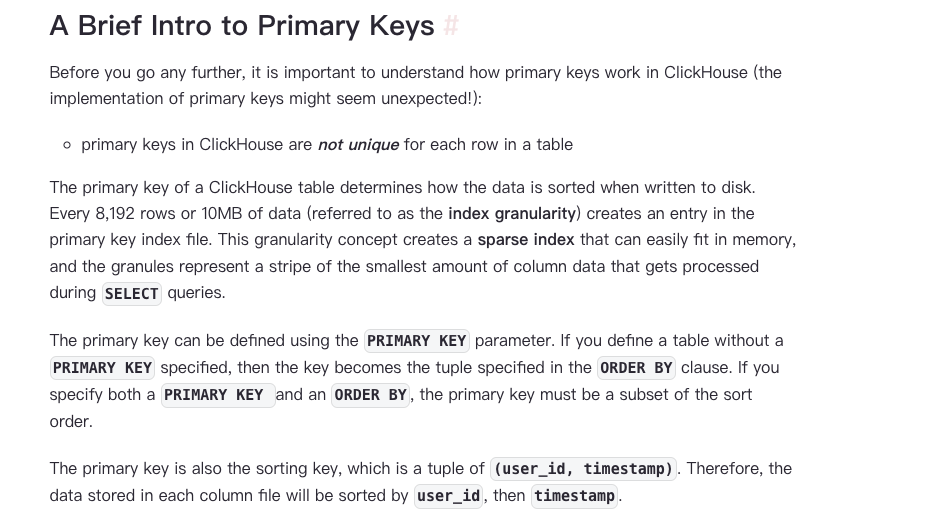 A Brief Intro to Primary Keys #
Before you go any further, it is important to understand how primary keys work in ClickHouse (the
implementation of primary keys might seem unexpected!):
primary keys in ClickHouse are not unique for each row in a table
The primary key of a ClickHouse table determines how the data is sorted when written to disk.
Every 8,192 rows or 10MB of data (referred to as the index granularity) creates an entry in the
primary key index file. This granularity concept creates a sparse index that can easily fit in memory,
and the granules represent a stripe of the smallest amount of column data that gets processed
during SELECT queries.
The primary key can be defined using the PRIMARY KEY parameter. If you define a table without a
PRIMARY KEY specified, then the key becomes the tuple specified in the ORDER BY clause. If you
specify both a PRIMARY KEY and an ORDER BY, the primary key must be a subset of the sort
order.
The primary key is also the sorting key, which is a tuple of (user_id, timestamp). Therefore, the
data stored in each column file will be sorted by user_id, then timestamp.